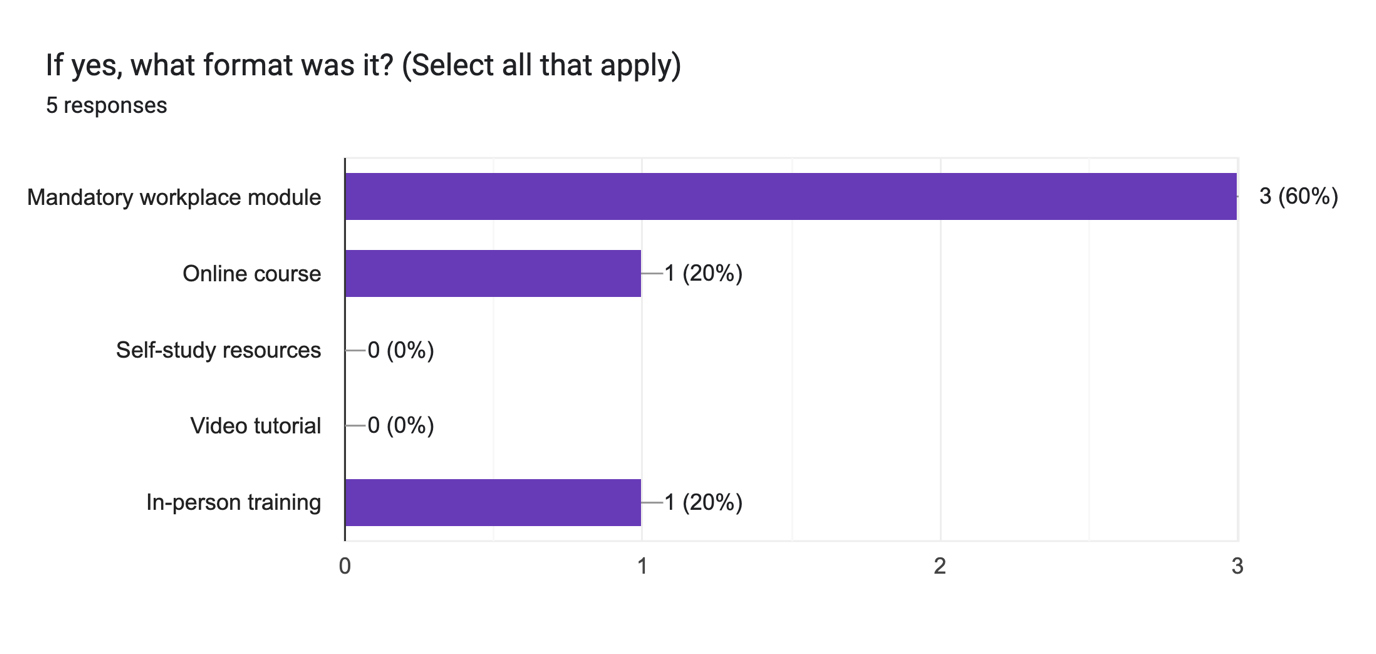 If yes, what format was it? (Select all that apply)
5 responses
Mandatory workplace module
3 (60%)
Online course
1 (20%)
Self-study resources
0 (0%)
Video tutorial
0 (0%)
In-person training
1 (20%)
0
1
2
3